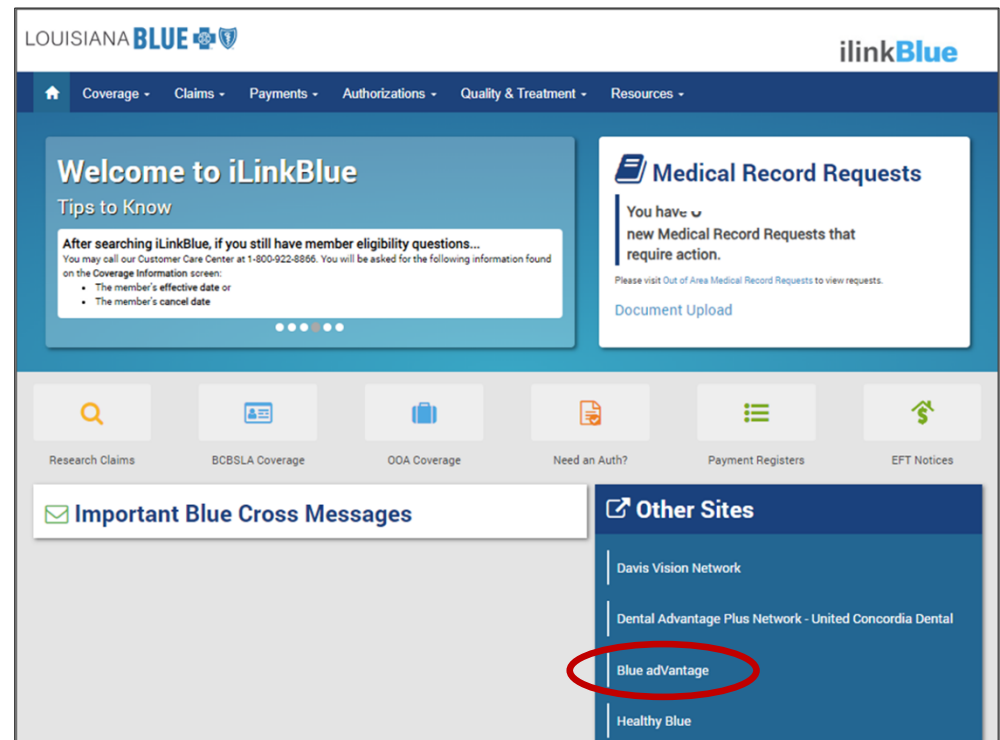 LOUISIANA BLUE
ilinkBlue
Coverage Claims Payments Authorizations Quality & Treatment Resources
Welcome to iLinkBlue
Tips to Know
After searching iLinkBlue, if you still have member eligibility questions...
You may call our Customer Care Center at 1-800-922-8866. You will be asked for the following information found
on the Coverage Information screen:
• The member's effective date or
• The member's cancel date
Medical Record Requests
You have
new Medical Record Requests that
require action.
Please visit Out of Area Medical Record Requests to view requests.
Document Upload
Research Claims
BCBSLA Coverage
OOA Coverage
Need an Auth?
Payment Registers
EFT Notices
Important Blue Cross Messages
Other Sites
Davis Vision Network
Dental Advantage Plus Network - United Concordia Dental
Blue adVantage
Healthy Blue